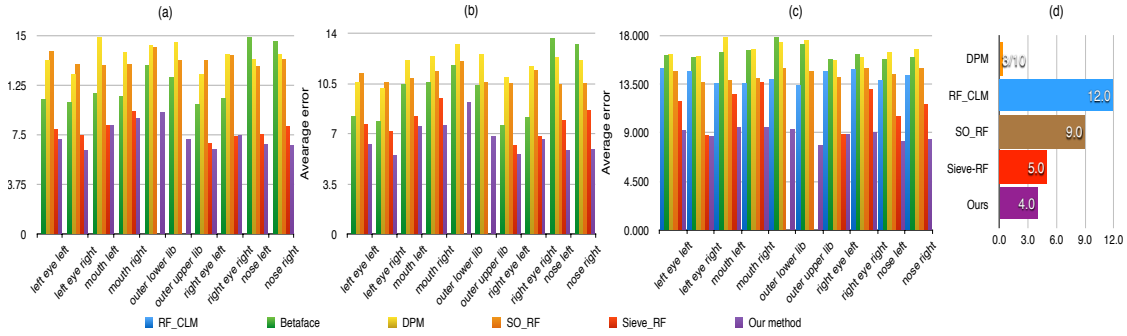 (a)
15
1.25
7.5
3.75
0
left eye left
left eye right
mouth left
mouth right
outer lower lib
outer upper lib
right eye left
right eye right
nose left
nose right
(b)
Avearage error
14
10.5
7
3.5
0
left eye left
left eye right
mouth left
mouth right
outer lower lib
outer upper lib
right eye left
right eye right
nose left
nose right
(c)
Average error
18.000
13.500
9.000
4.500
0.000
left eye left
left eye right
mouth left
mouth right
outer lower lib
outer upper lib
right eye left
right eye right
nose left
nose right
(d)
DPM 3/10
RF_CLM 12.0
SO_RF 9.0
Sieve-RF 5.0
Ours 4.0
0.0 3.0 6.0 9.0 12.0
RF_CLM Betaface DPM SO_RF Sieve_RF Our method